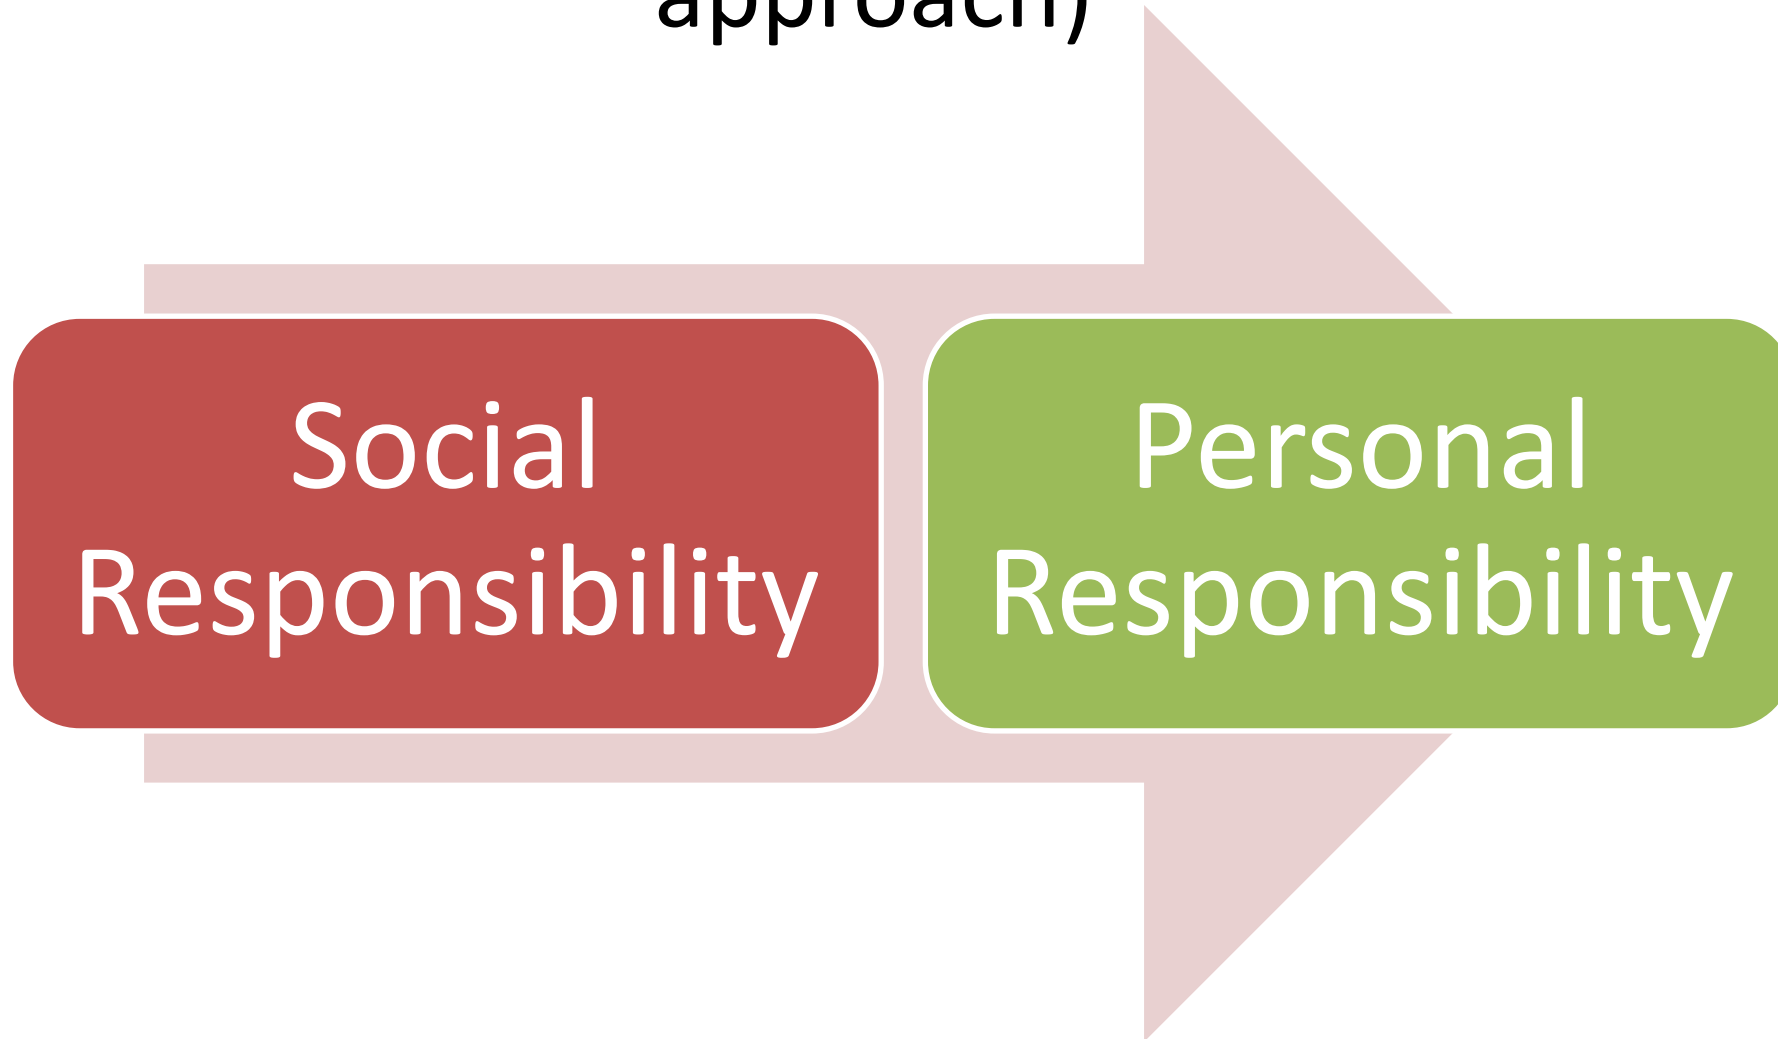 approach)
Social
Responsibility
Personal
Responsibility